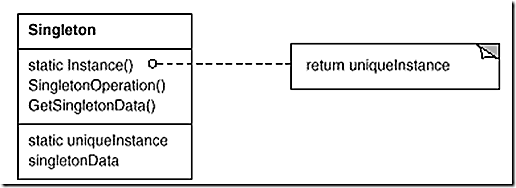 Singleton
static Instance()
SingletonOperation()
GetSingletonData()
static uniqueInstance
singletonData
return uniqueInstance